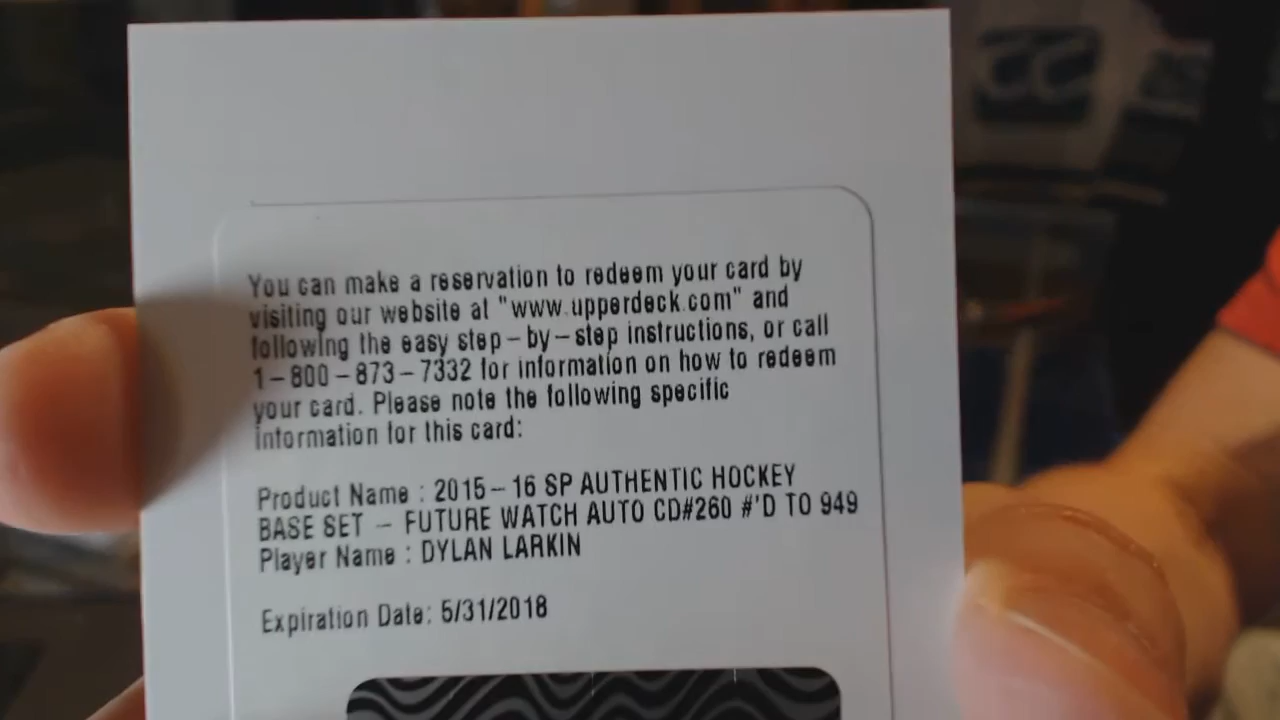 You can make a reservation to redeem your card by
visiting our website at "www.upperdeck.com" and
following the easy step-by-step instructions, or call
1-800-873-7332 for information on how to redeem
your card. Please note the following specific
information for this card:
Product Name : 2015-16 SP AUTHENTIC HOCKEY
BASE SET - FUTURE WATCH AUTO CD#260 #'D TO 949
Player Name : DYLAN LARKIN
Expiration Date: 5/31/2018